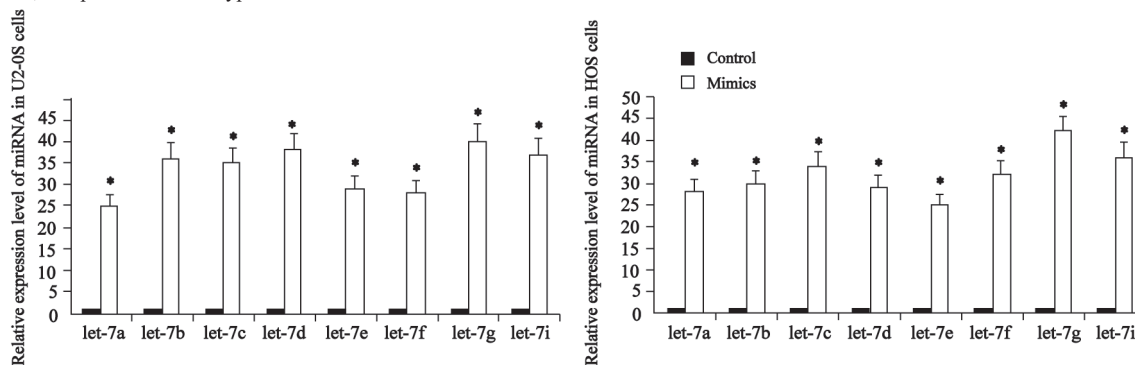 Relative expression level of miRNA in U2-0S cells
45
40
35
30
25
20
15
10
5
0
* * * * * * * *
let-7a let-7b let-7c let-7d let-7e let-7f let-7g let-7i
Relative expression level of miRNA in HOS cells
Control
Mimics
50
45
40
35
30
25
20
15
10
5
0
* * * * * * * *
let-7a let-7b let-7c let-7d let-7e let-7f let-7g let-7i